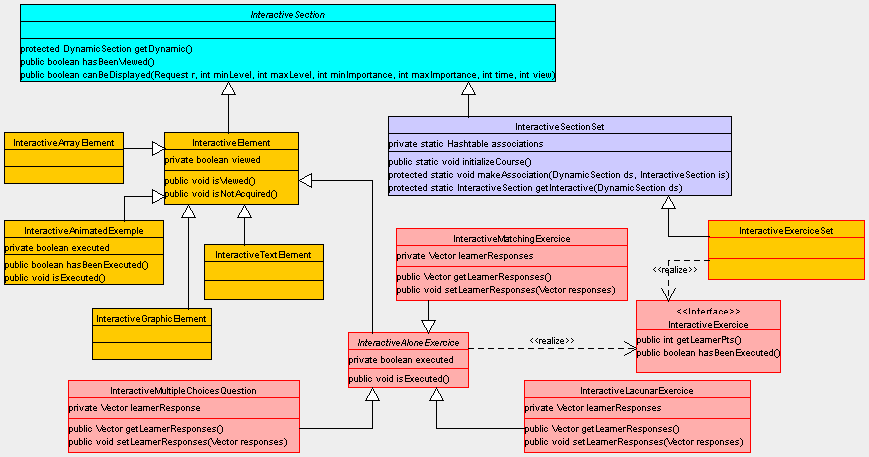 InteractiveSection
protected DynamicSection getDynamic()
public boolean hasBeenViewed()
public boolean canBeDisplayed(Request r, int minLevel, int maxLevel, int minImportance, int maxImportance, int time, int view)
InteractiveSectionSet
private static Hashtable associations
public static void initializeCourse()
protected static void makeAssociation(DynamicSection ds, InteractiveSection is)
protected static InteractiveSection getInteractive(DynamicSection ds)
InteractiveArrayElement
InteractiveElement
private boolean viewed
public void isViewed()
public void isNotAcquired()
InteractiveAnimatedExemple
private boolean executed
public boolean hasBeenExecuted()
public void isExecuted()
InteractiveTextElement
InteractiveGraphicElement
InteractiveMatchingExercice
private Vector learnerResponses
public Vector getLearnerResponses()
public void setLearnerResponses(Vector responses)
InteractiveExerciceSet
<<realize>>
<<Interface>>
InteractiveExercice
public int getLearnerPts()
public boolean hasBeenExecuted()
InteractiveAloneExercice
private boolean executed
public void isExecuted()
<<realize>>
InteractiveMultipleChoicesQuestion
private Vector learnerResponse
public Vector getLearnerResponses()
public void setLearnerResponses(Vector responses)
InteractiveLacunarExercice
private Vector learnerResponses
public Vector getLearnerResponses()
public void setLearnerResponses(Vector responses)